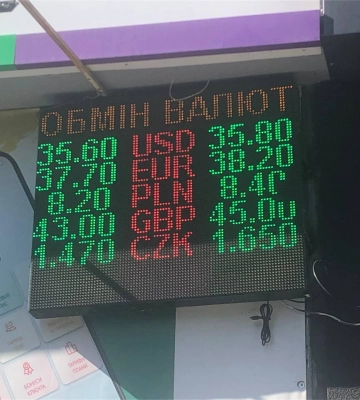 ОБМІН ВАЛЮТ
35.60 USD 35.80
37.70 EUR 38.20
8.20 PLN 8.40
43.00 GBP 45.00
1.470 CZK 1.650